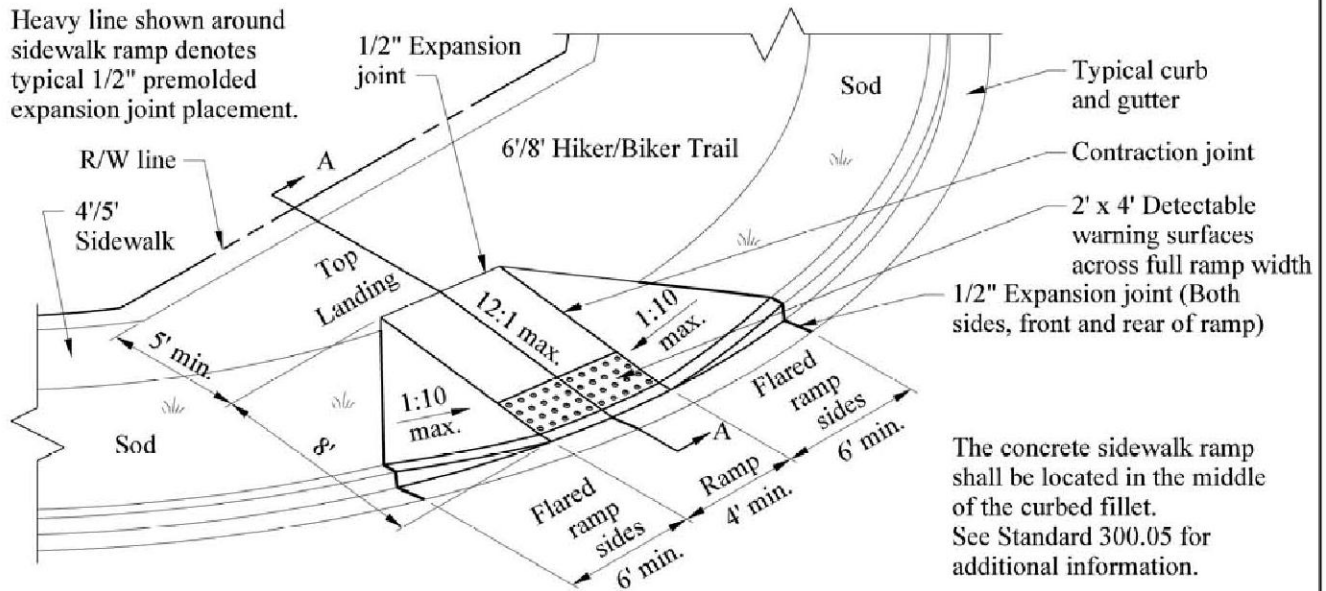 Heavy line shown around
sidewalk ramp denotes
typical 1/2" premolded
expansion joint placement.
1/2" Expansion
joint
Sod
Typical curb
and gutter
R/W line
A
6'/8' Hiker/Biker Trail
Contraction joint
4'/5'
Sidewalk
2' x 4' Detectable
warning surfaces
across full ramp width
Top
Landing
12:1 max.
1:10
max.
1/2" Expansion joint (Both
sides, front and rear of ramp)
5' min.
1:10
max.
Sod
8'
A
Flared
ramp
sides
6' min.
Ramp
4' min.
Flared
ramp
sides
6' min.
The concrete sidewalk ramp
shall be located in the middle
of the curbed fillet.
See Standard 300.05 for
additional information.